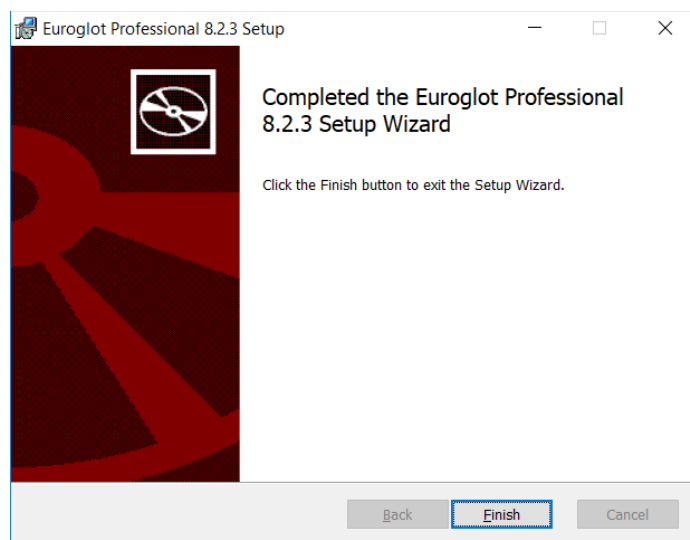 Euroglot Professional 8.2.3 Setup
Completed the Euroglot Professional
8.2.3 Setup Wizard
Click the Finish button to exit the Setup Wizard.
Back Finish Cancel